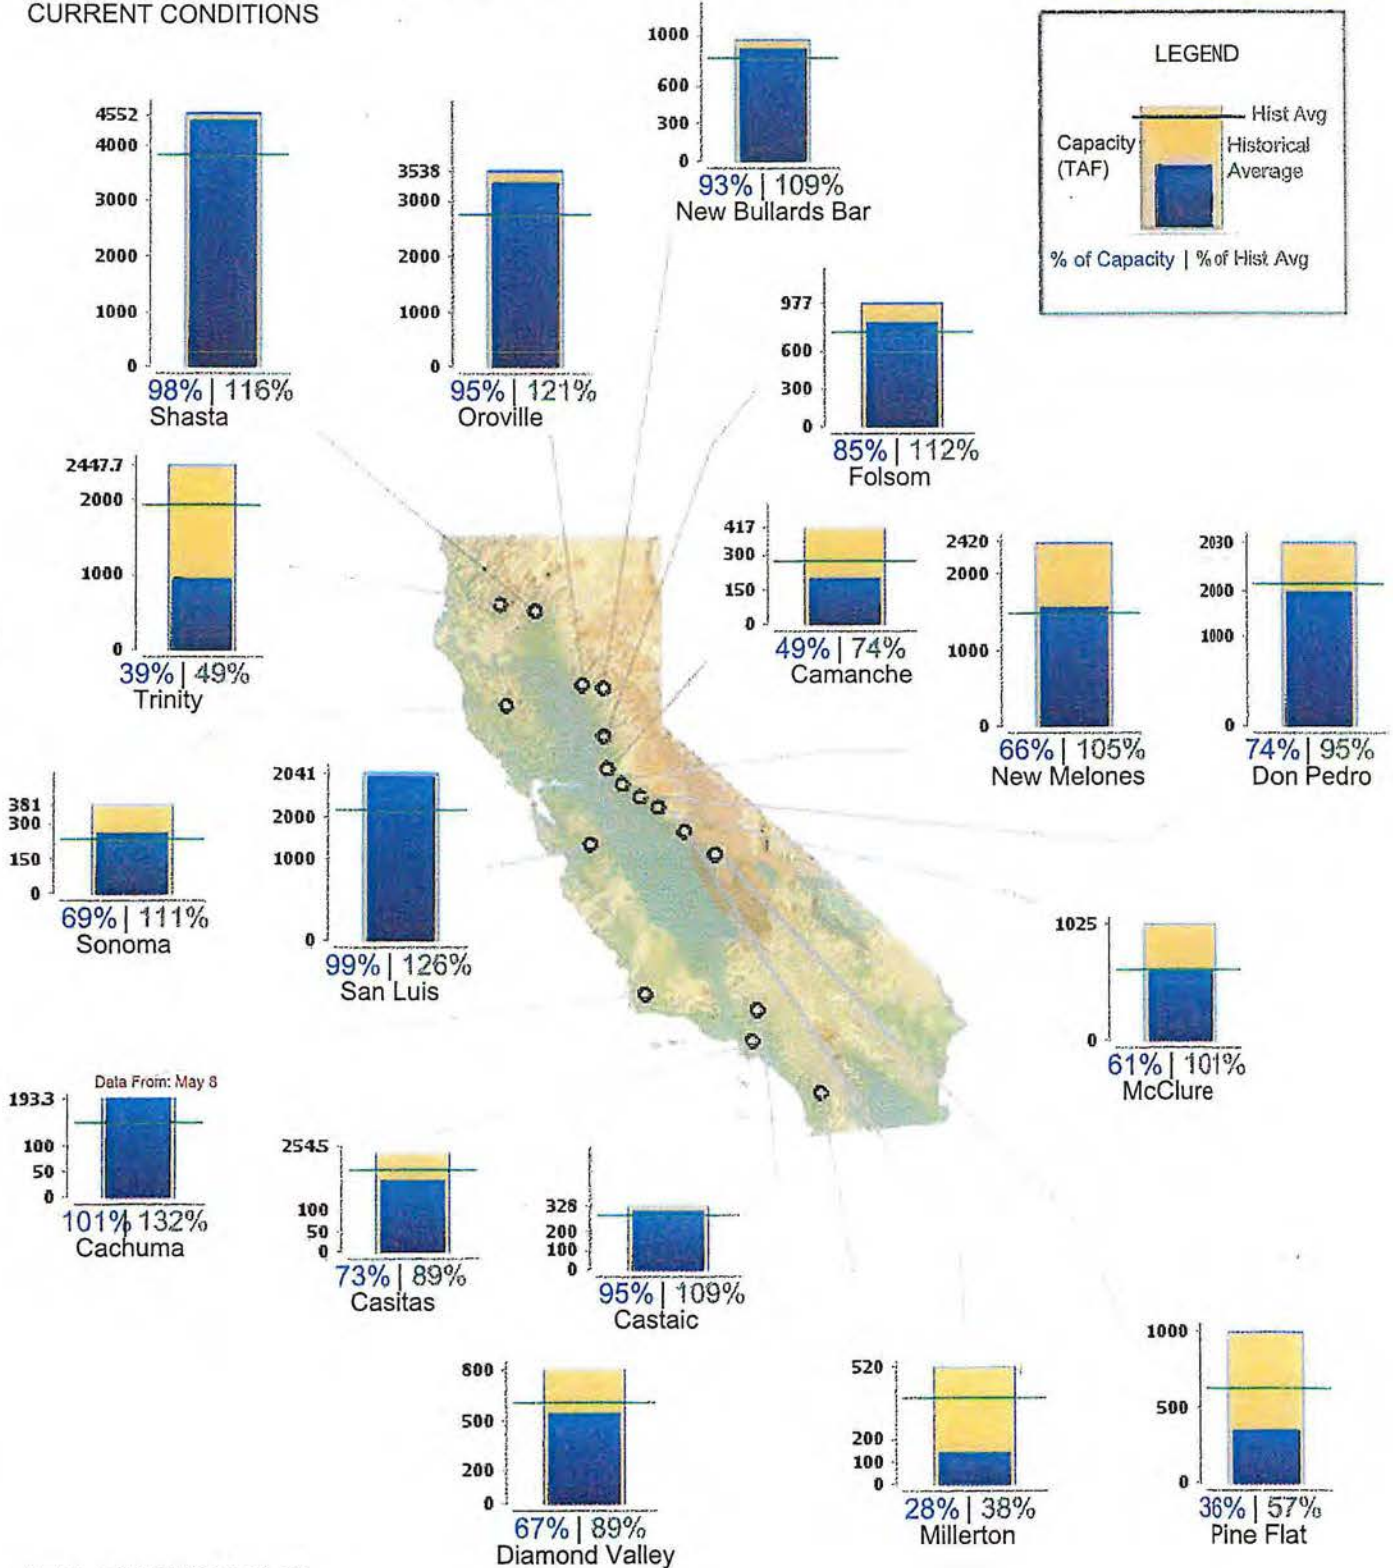 CURRENT CONDITIONS
1000
600
300
0
93% | 109%
New Bullards Bar
LEGEND
Hist Avg
Capacity
(TAF)
Historical
Average
% of Capacity | % of Hist Avg
4552
4000
3000
2000
1000
0
98% | 116%
Shasta
3538
3000
2000
1000
0
95% | 121%
Oroville
977
600
300
0
85% | 112%
Folsom
2447.7
2000
1000
0
39% | 49%
Trinity
417
300
150
0
49% | 74%
Camanche
2420
2000
1000
0
66% | 105%
New Melones
2030
2000
1000
0
74% | 95%
Don Pedro
381
300
150
0
69% | 111%
Sonoma
2041
2000
1000
0
99% | 126%
San Luis
1025
0
61% | 101%
McClure
Data From: May 8
193.3
100
50
0
101% | 132%
Cachuma
254.5
100
50
0
73% | 89%
Casitas
328
200
100
0
95% | 109%
Castaic
800
500
200
0
67% | 89%
Diamond Valley
520
200
100
0
28% | 38%
Millerton
1000
500
0
36% | 57%
Pine Flat